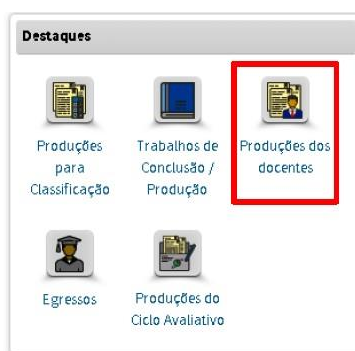 Destaques
Produções
para
Classificação
Trabalhos de
Conclusão /
Produção
Produções dos
docentes
Egressos
Produções do
Ciclo Avaliativo